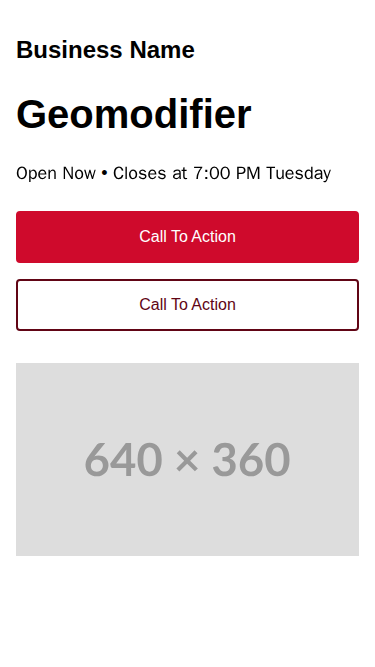 Business Name
Geomodifier
Open Now • Closes at 7:00 PM Tuesday
Call To Action
Call To Action
640 × 360